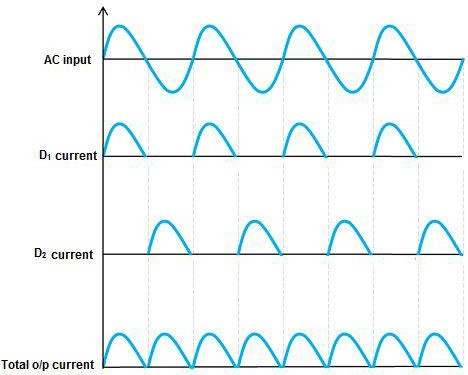 AC input
D1 current
D2 current
Total o/p current